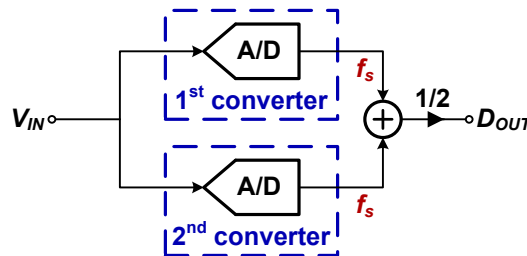 A/D
f_s
1^st converter
1/2
V_IN
+
D_OUT
A/D
f_s
2^nd converter